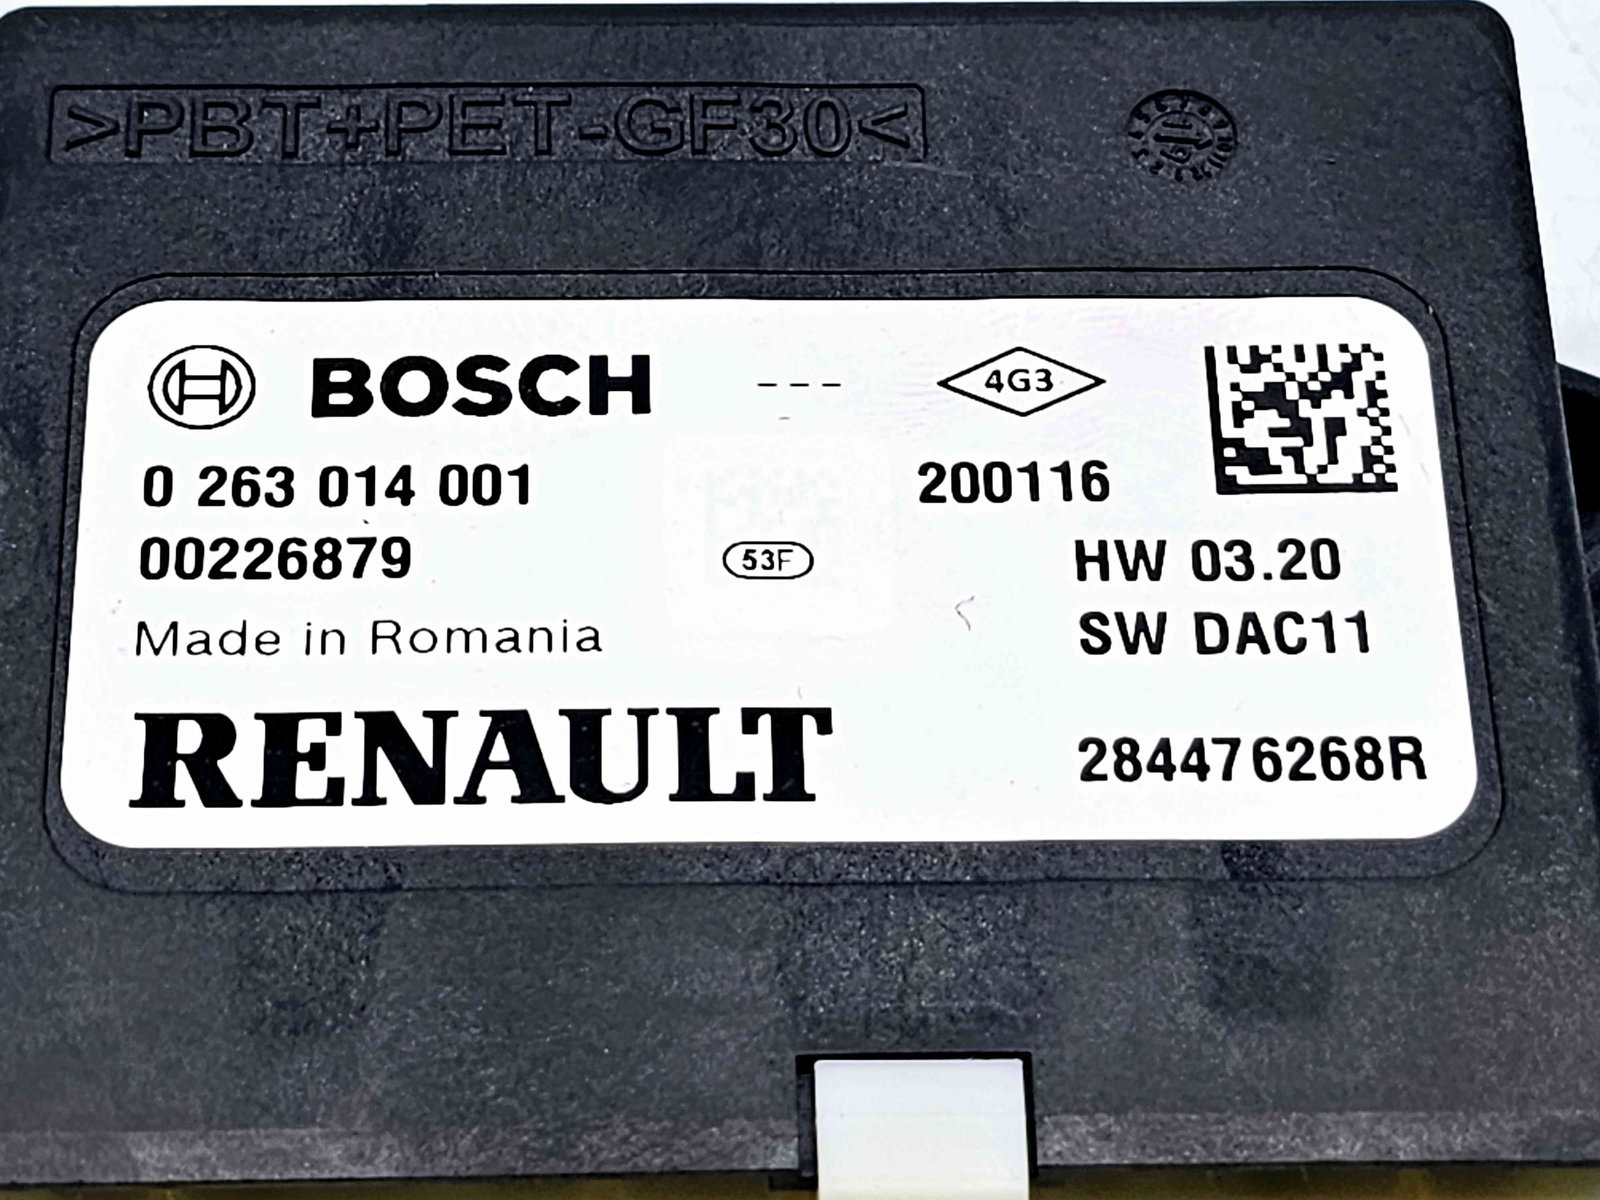 >PBT+PET-GF30<
BOSCH --- 4G3
0 263 014 001 200116
00226879 53F HW 03.20
Made in Romania SW DAC11
RENAULT 284476268R